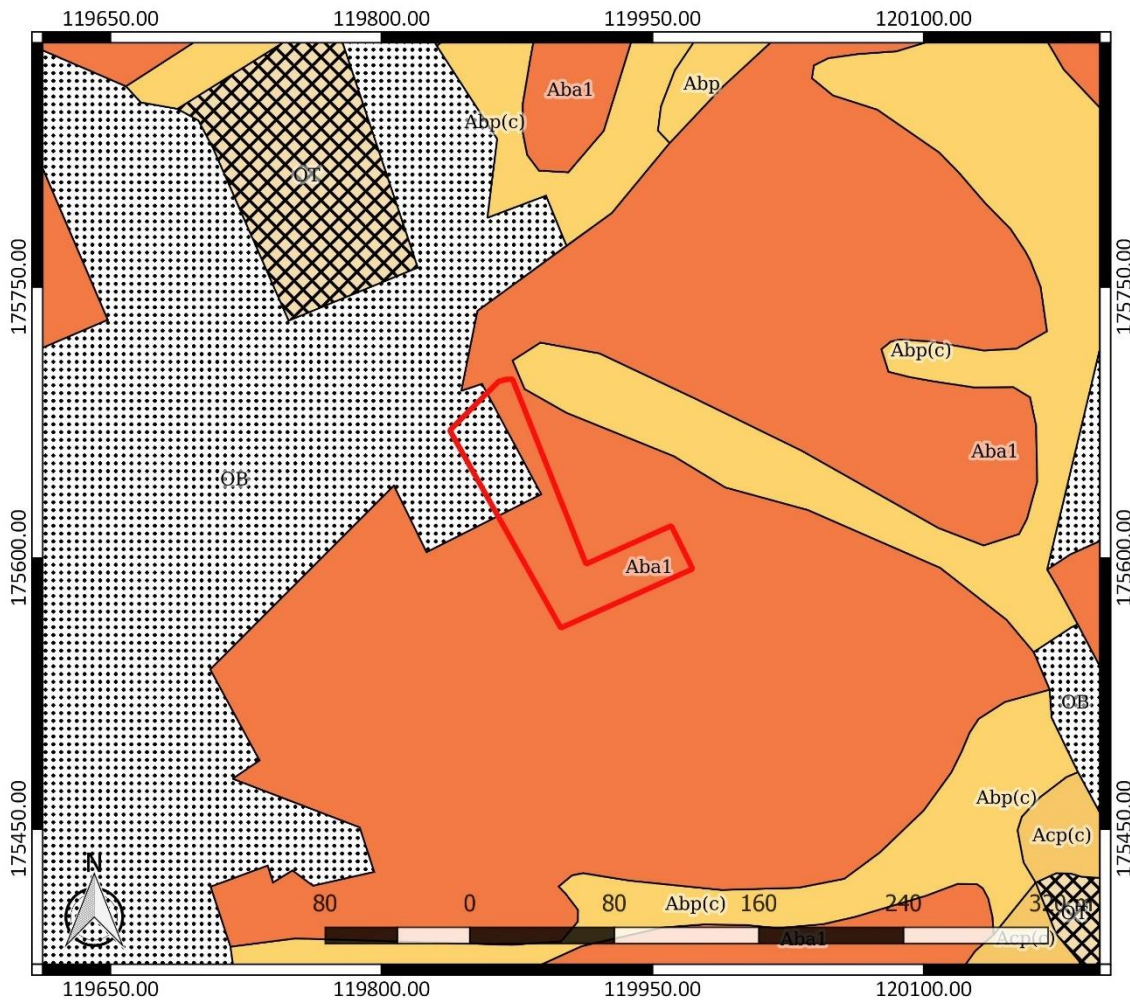 119650.00 119800.00 119950.00 120100.00
Aba1
Abp
Abp(c)
OT
175750.00
175750.00
Abp(c)
Aba1
OB
175600.00
Aba1
175600.00
OB
Abp(c)
175450.00
175450.00
Acp(c)
N
80 0 80 160 240 320 m
Abp(c)
OT
Aba1
Acp(c)
119650.00 119800.00 119950.00 120100.00